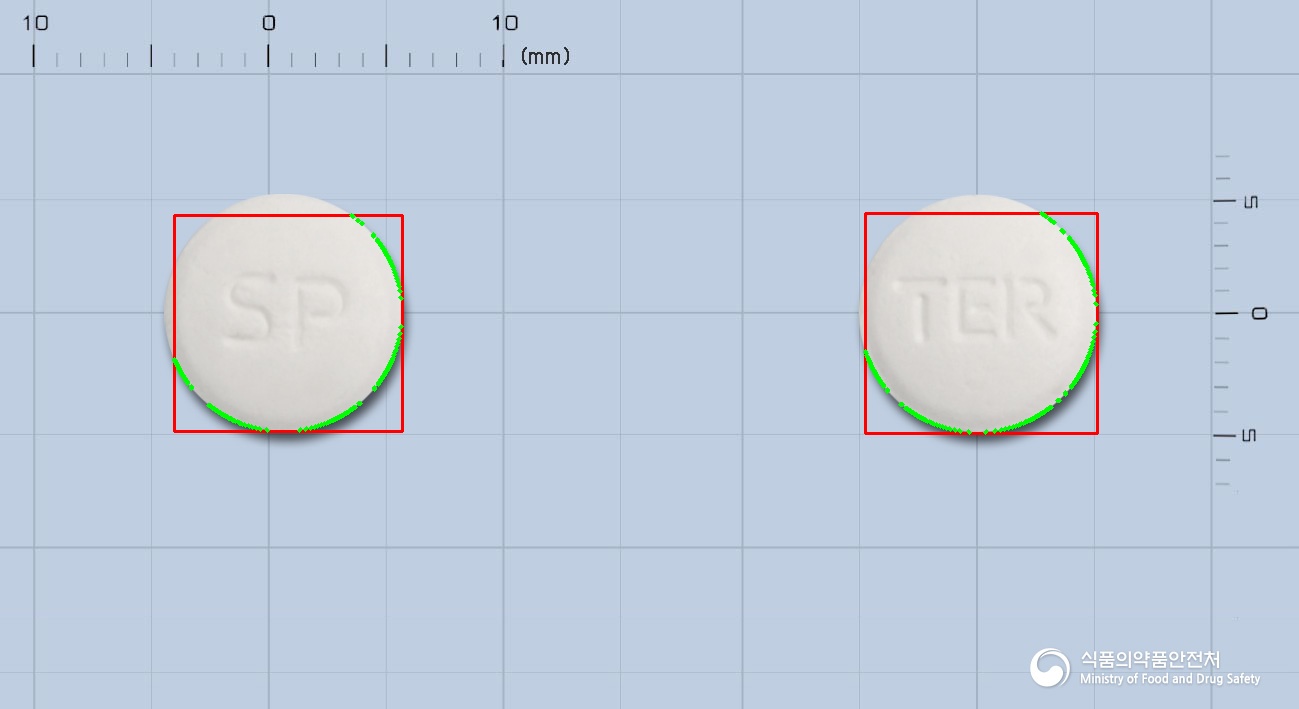 10 0 10
(mm)
5
SP
TER
0
5
식품의약품안전처
Ministry of Food and Drug Safety